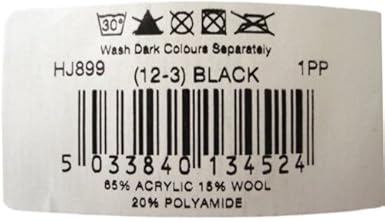 30°
Wash Dark Colours Separately
HJ899 (12-3) BLACK 1PP
5 033840 134524
65% ACRYLIC 15% WOOL
20% POLYAMIDE